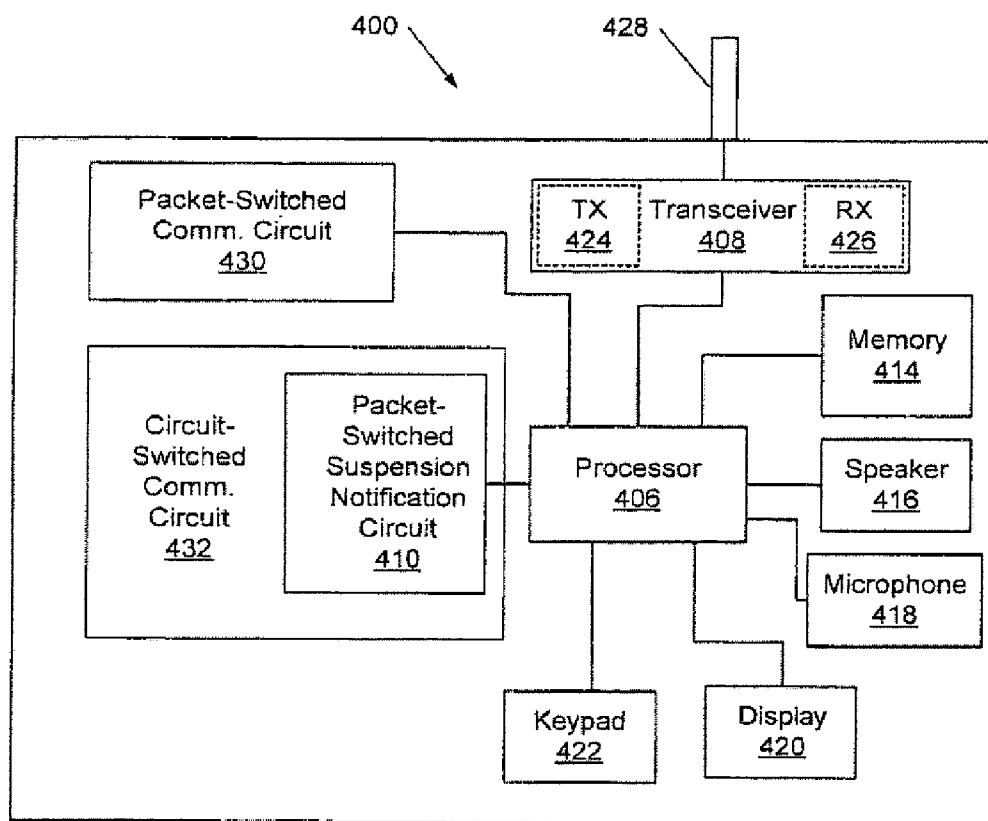 400
428
Packet-Switched
Comm. Circuit
430
TX
424
Transceiver
408
RX
426
Memory
414
Circuit-
Switched
Comm.
Circuit
432
Packet-
Switched
Suspension
Notification
Circuit
410
Processor
406
Speaker
416
Microphone
418
Keypad
422
Display
420